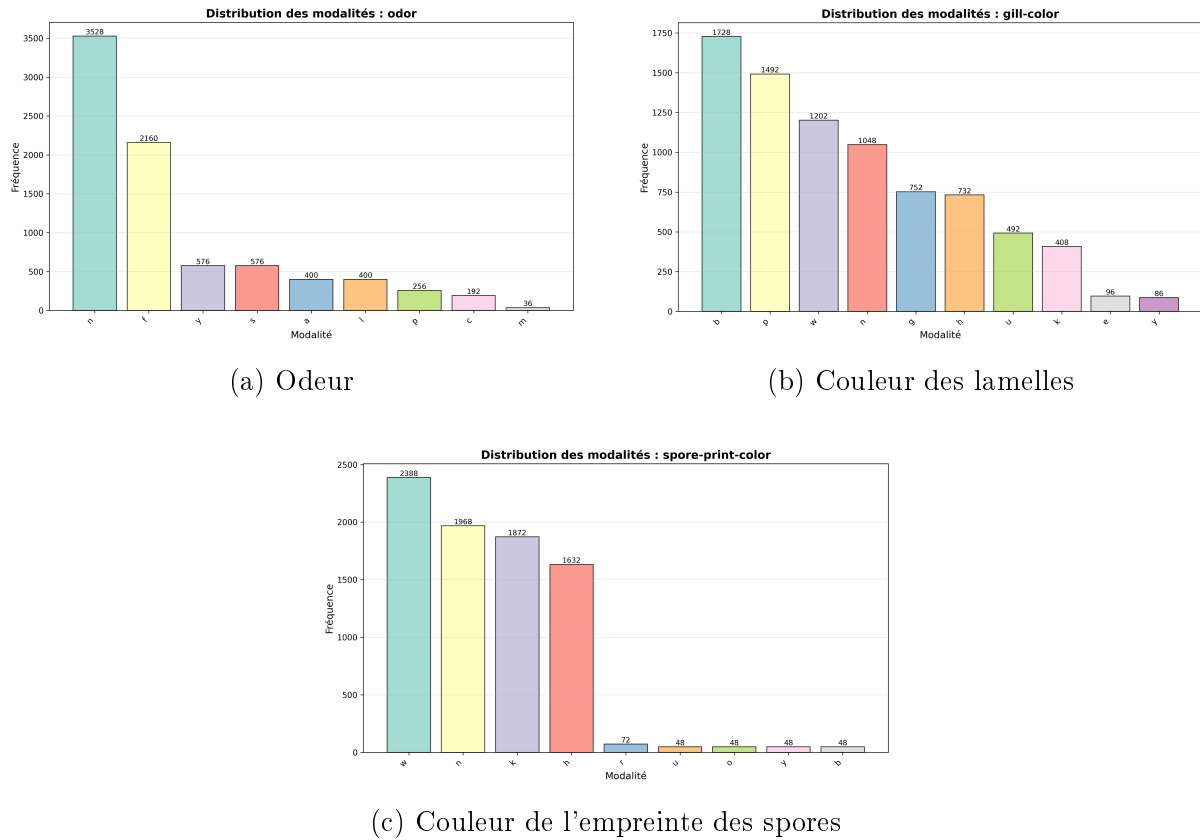 Distribution des modalités : odor
Fréquence
3500
3000
2500
2000
1500
1000
500
0
3528
2160
576
576
400
400
256
192
36
n
f
y
s
a
l
p
c
m
Modalité
(a) Odeur
Distribution des modalités : gill-color
Fréquence
1750
1500
1250
1000
750
500
250
0
1728
1492
1202
1048
752
732
492
408
96
86
b
p
w
n
g
h
u
k
e
y
Modalité
(b) Couleur des lamelles
Distribution des modalités : spore-print-color
Fréquence
2500
2000
1500
1000
500
0
2388
1968
1872
1632
72
48
48
48
48
w
n
k
h
r
u
o
y
b
Modalité
(c) Couleur de l'empreinte des spores